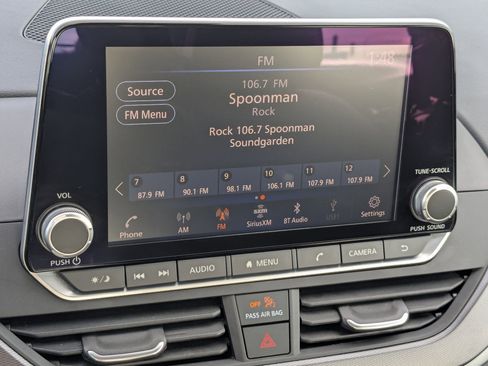 FM
1:48
106.7 FM
Source
Spoonman
Rock
FM Menu
Rock 106.7 Spoonman
Soundgarden
7 8 9 10 11 12
87.9 FM 90.1 FM 98.1 FM 106.1 FM 107.9 FM 107.9 FM
VOL
TUNE-SCROLL
Phone AM FM SiriusXM BT Audio USB Settings
PUSH
PUSH SOUND
AUDIO MENU CAMERA
OFF
PASS AIR BAG